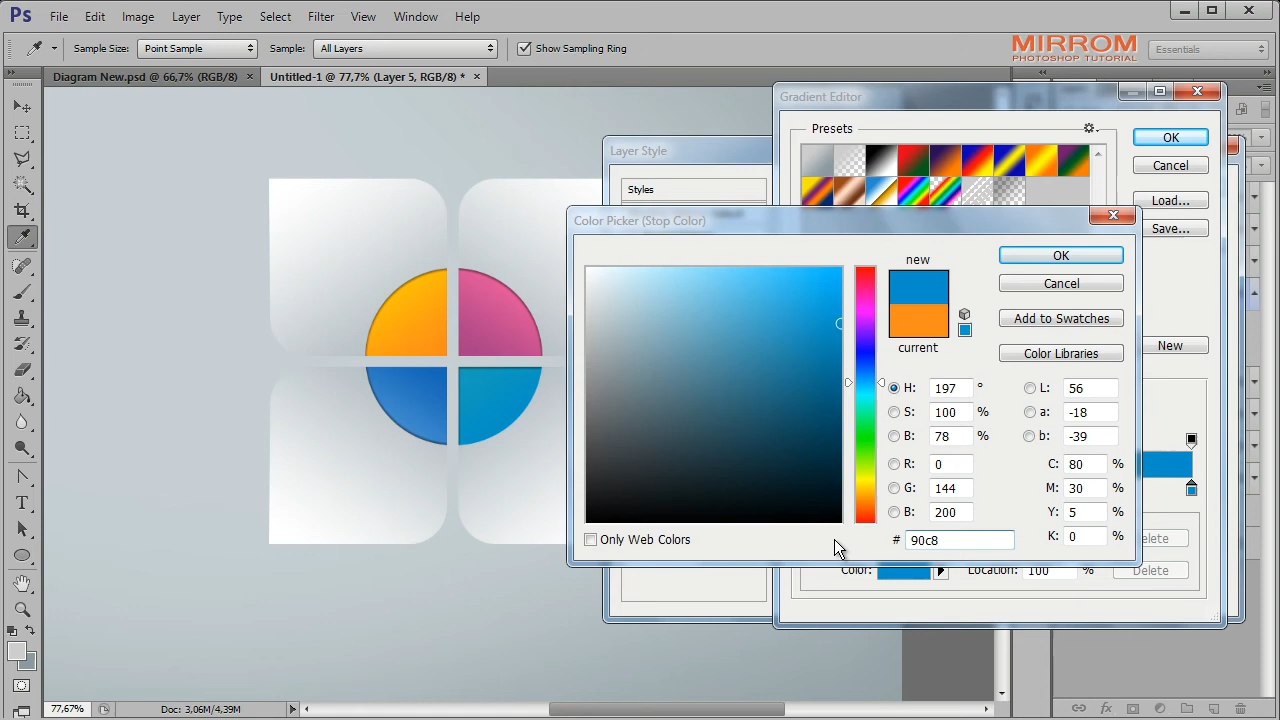 Ps File Edit Image Layer Type Select Filter View Window Help
Sample Size: Point Sample Sample: All Layers Show Sampling Ring
MIRROM
PHOTOSHOP TUTORIAL
Essentials
Diagram New.psd @ 66,7% (RGB/8) × Untitled-1 @ 77,7% (Layer 5, RGB/8) * ×
Gradient Editor
Presets
OK
Cancel
Load...
Save...
New
Layer Style
Styles
Color Picker (Stop Color)
new
current
OK
Cancel
Add to Swatches
Color Libraries
H: 197 °
S: 100 %
B: 78 %
R: 0
G: 144
B: 200
L: 56
a: -18
b: -39
C: 80 %
M: 30 %
Y: 5 %
K: 0 %
Only Web Colors
# 90c8
Delete
Color: Location: 100 % Delete
77,67% Doc: 3,06M/4,39M
fx